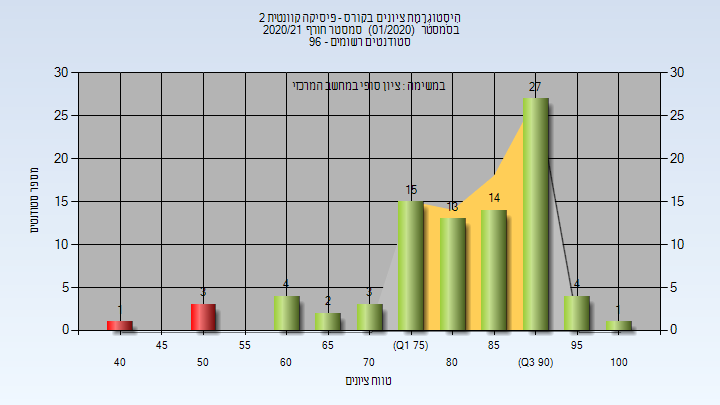 היסטוגרמת ציונים בקורס - פיסיקה קוונטית 2
בסמסטר (01/2020) סמסטר חורף 2020/21
סטודנטים רשומים - 96
במשימה : ציון סופי במחשב המרכזי
30 30
27
25 25
20 20
15
15 15
14
13
10 10
5 5
4 4
3 3
2
1 1
0 0
מספר סטודנטים
45 55 65 (Q1 75) 85 95
40 50 60 70 80 (Q3 90) 100
טווח ציונים